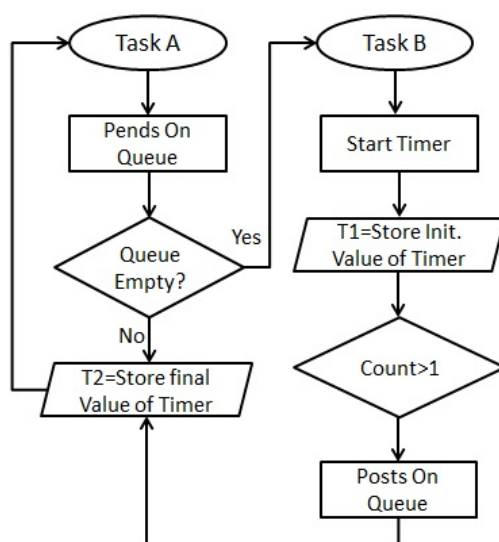 Task A
Pends On
Queue
Queue
Empty?
Yes
No
T2=Store final
Value of Timer
Task B
Start Timer
T1=Store Init.
Value of Timer
Count>1
Posts On
Queue